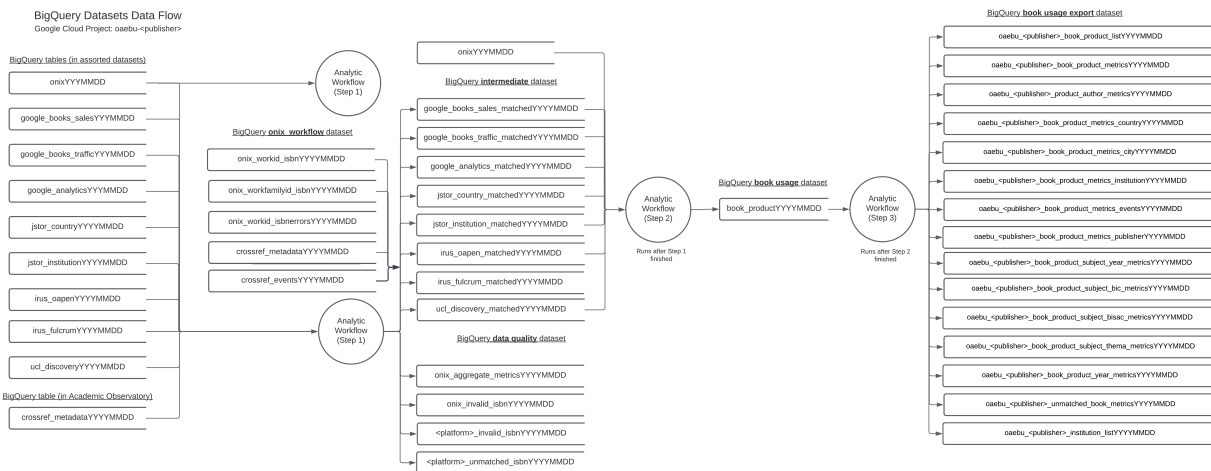 BigQuery Datasets Data Flow
Google Cloud Project: oaebu-<publisher>
BigQuery tables (in assorted datasets)
onixYYYMMDD
google_books_salesYYYMMDD
google_books_trafficYYYMMDD
google_analyticsYYYMMDD
jstor_countryYYYMMDD
jstor_institutionYYYYMMDD
irus_oapenYYYYMMDD
irus_fulcrumYYYYMMDD
ucl_discoveryYYYYMMDD
BigQuery table (in Academic Observatory)
crossref_metadataYYYYMMDD
Analytic
Workflow
(Step 1)
BigQuery onix_workflow dataset
onix_workid_isbnYYYYMMDD
onix_workfamilyid_isbnYYYYMMDD
onix_workid_isbnerrorsYYYYMMDD
crossref_metadataYYYYMMDD
crossref_eventsYYYYMMDD
Analytic
Workflow
(Step 1)
onixYYYMMDD
BigQuery intermediate dataset
google_books_sales_matchedYYYYMMDD
google_books_traffic_matchedYYYYMMDD
google_analytics_matchedYYYYMMDD
jstor_country_matchedYYYYMMDD
jstor_institution_matchedYYYYMMDD
irus_oapen_matchedYYYYMMDD
irus_fulcrum_matchedYYYYMMDD
ucl_discovery_matchedYYYYMMDD
BigQuery data quality dataset
onix_aggregate_metricsYYYYMMDD
onix_invalid_isbnYYYYMMDD
<platform>_invalid_isbnYYYYMMDD
<platform>_unmatched_isbnYYYYMMDD
Analytic
Workflow
(Step 2)
Runs after Step 1
finished
BigQuery book usage dataset
book_productYYYYMMDD
Analytic
Workflow
(Step 3)
Runs after Step 2
finished
BigQuery book usage export dataset
oaebu_<publisher>_book_product_listYYYYMMDD
oaebu_<publisher>_book_product_metricsYYYYMMDD
oaebu_<publisher>_product_author_metricsYYYYMMDD
oaebu_<publisher>_book_product_metrics_countryYYYYMMDD
oaebu_<publisher>_book_product_metrics_cityYYYYMMDD
oaebu_<publisher>_book_product_metrics_institutionYYYYMMDD
oaebu_<publisher>_book_product_metrics_eventsYYYYMMDD
oaebu_<publisher>_book_product_metrics_publisherYYYYMMDD
oaebu_<publisher>_book_product_subject_year_metricsYYYYMMDD
oaebu_<publisher>_book_product_subject_bic_metricsYYYYMMDD
oaebu_<publisher>_book_product_subject_bisac_metricsYYYYMMDD
oaebu_<publisher>_book_product_subject_thema_metricsYYYYMMDD
oaebu_<publisher>_book_product_year_metricsYYYYMMDD
oaebu_<publisher>_unmatched_book_metricsYYYYMMDD
oaebu_<publisher>_institution_listYYYYMMDD